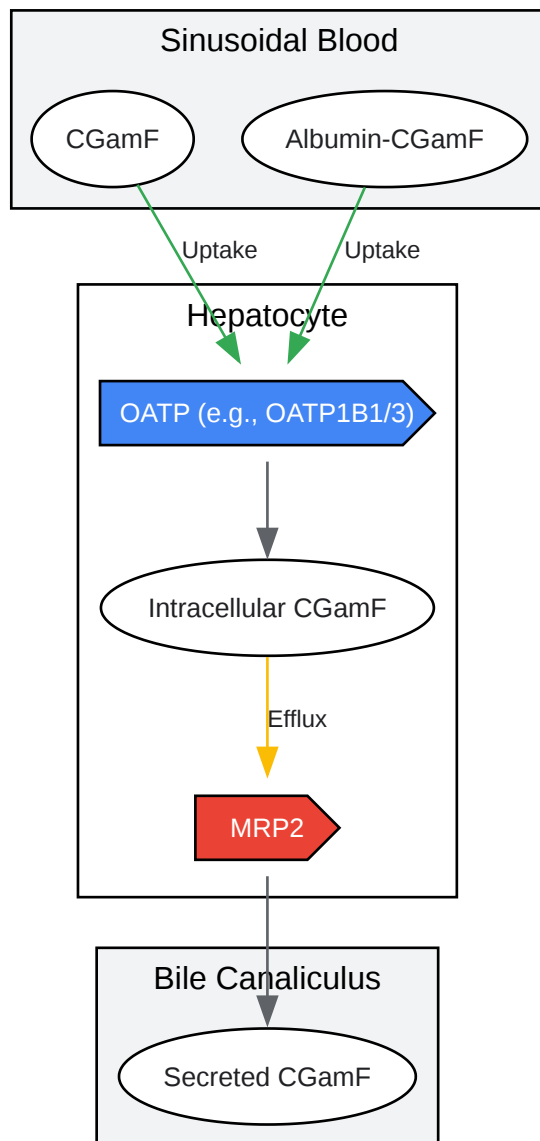 Sinusoidal Blood
CGamF
Albumin-CGamF
Uptake
Uptake
Hepatocyte
OATP (e.g., OATP1B1/3)
Intracellular CGamF
Efflux
MRP2
Bile Canaliculus
Secreted CGamF